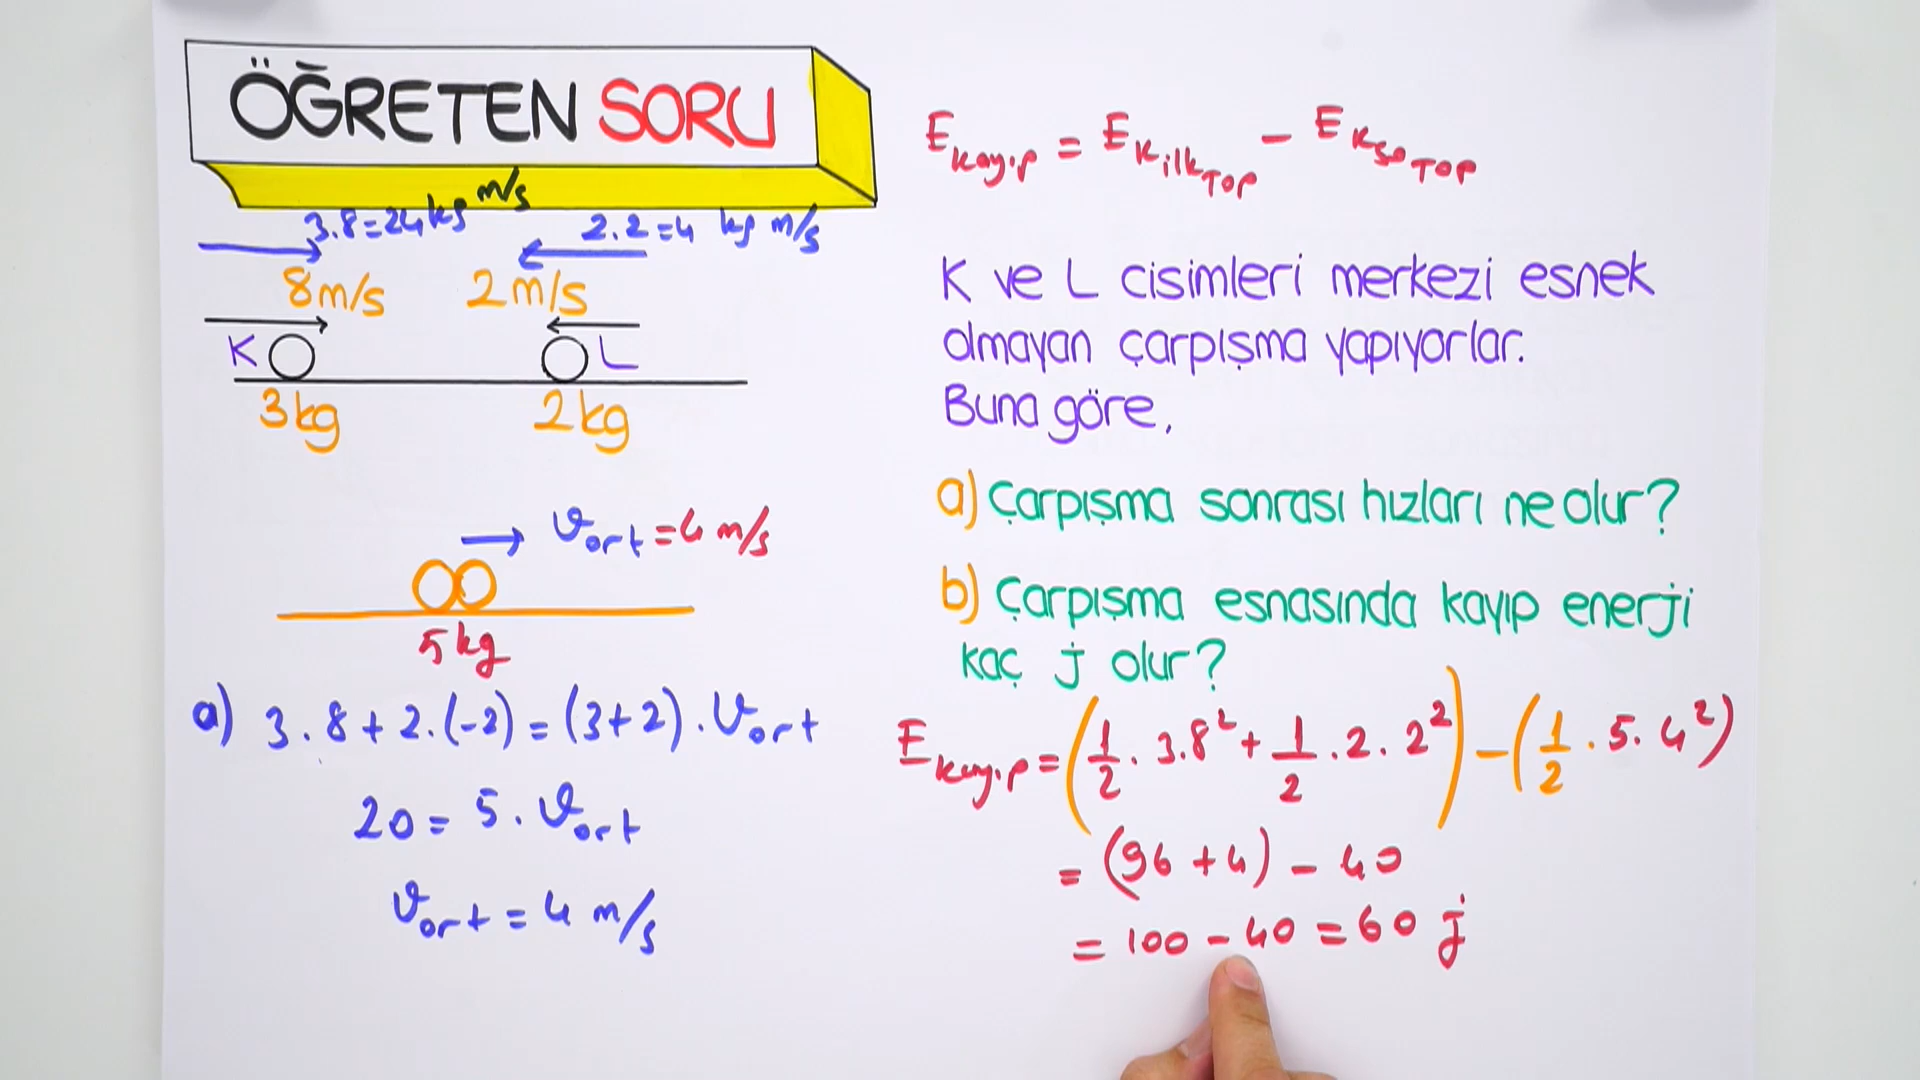 ÖĞRETEN SORU
3.8=24 kg m/s
2.2=4 kg m/s
8m/s
2m/s
K
L
3kg
2kg
ϑort=4 m/s
5kg
a) 3.8+2.(-2)=(3+2).ϑort
20=5.ϑort
ϑort=4 m/s
Ekayıp = EKilkTOP - EKsoTOP
K ve L cisimleri merkezi esnek
olmayan çarpışma yapıyorlar.
Buna göre,
a) Çarpışma sonrası hızları ne olur?
b) Çarpışma esnasında kayıp enerji
kaç j olur?
Ekayıp=(1/2.3.8²+1/2.2.2²)-(1/2.5.4²)
=(96+4)-40
=100-40=60 j